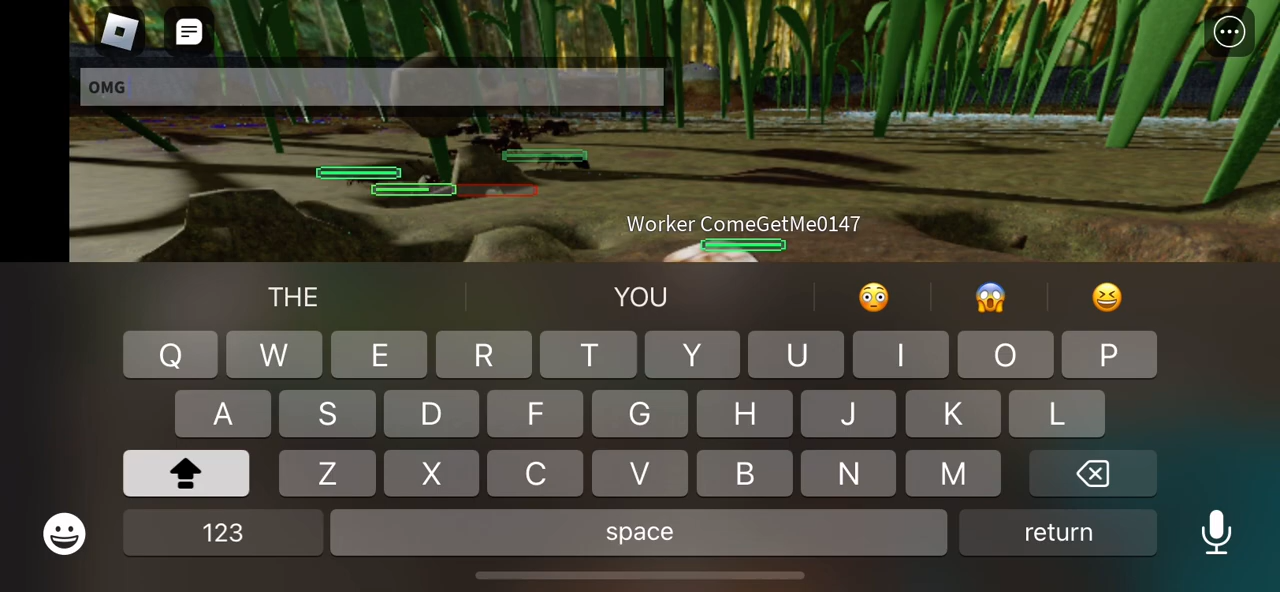 OMG
Worker ComeGetMe0147
THE YOU 😳 😱 😆
Q W E R T Y U I O P
A S D F G H J K L
Z X C V B N M
123 space return